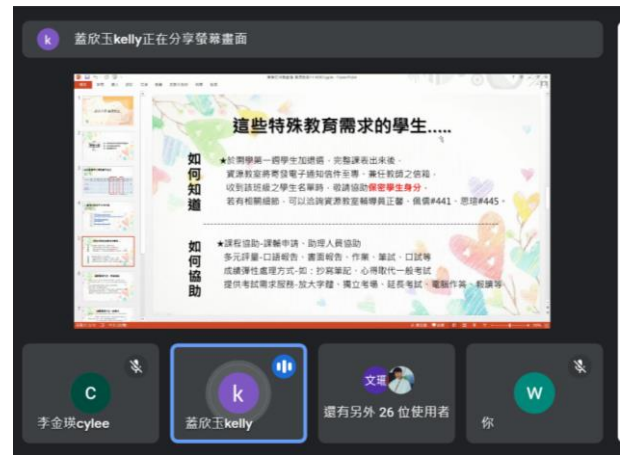 k 蓋欣玉kelly正在分享螢幕畫面
這些特殊教育需求的學生.....
如何知道
★於開學第一週學生加退選，完整課表出來後，
資源教室將寄發電子通知信件至專、兼任教師之信箱，
收到該班級之學生名單時，敬請協助保密學生身分，
若有相關細節，可以洽詢資源教室輔導員正馨、佩儒#441、思瑋#445。
如何協助
★課程協助-課輔申請、助理人員協助
多元評量-口語報告、書面報告、作業、筆試、口試等
成績彈性處理方式-如：抄寫筆記、心得取代一般考試
提供考試需求服務-放大字體、獨立考場、延長考試、電腦作答、報讀等
C
李金瑛cylee
k
蓋欣玉kelly
文珊
還有另外 26 位使用者
W
你